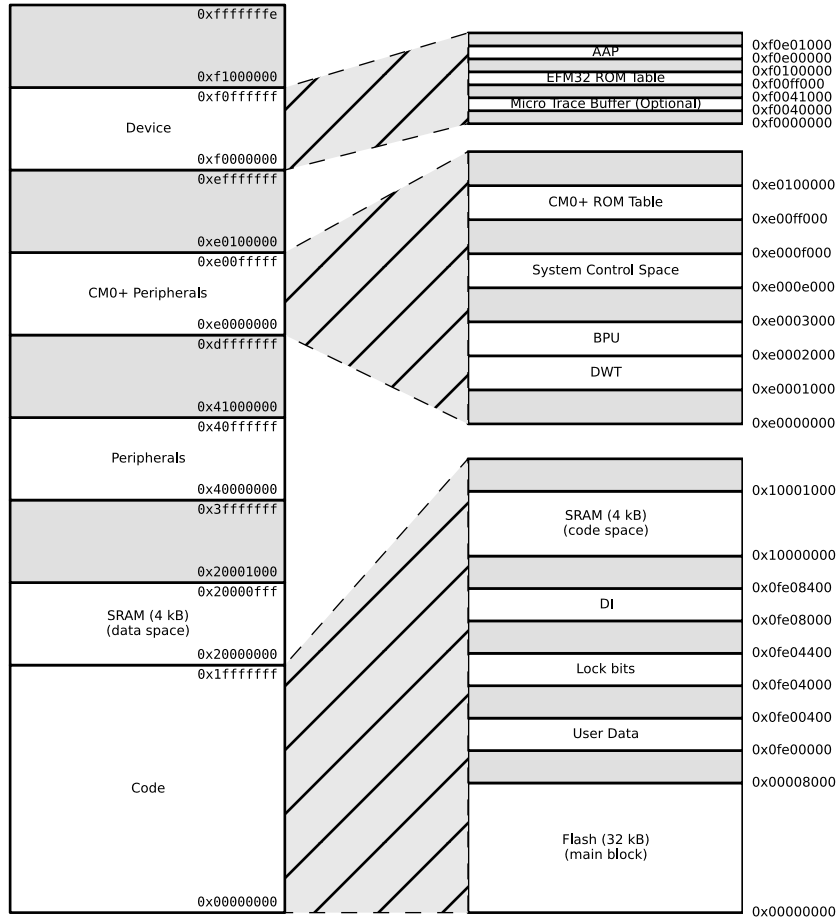 0xfffffffe
0xf1000000
0xf0ffffff
Device
0xf0000000
0xefffffff
0xe0100000
0xe00fffff
CM0+ Peripherals
0xe0000000
0xdfffffff
0x41000000
0x40ffffff
Peripherals
0x40000000
0x3fffffff
0x20001000
0x20000fff
SRAM (4 kB)
(data space)
0x20000000
0x1fffffff
Code
0x00000000
0xf0e01000
AAP
0xf0e00000
0xf0100000
EFM32 ROM Table
0xf00ff000
0xf0041000
Micro Trace Buffer (Optional)
0xf0040000
0xf0000000
0xe0100000
CM0+ ROM Table
0xe00ff000
0xe000f000
System Control Space
0xe000e000
0xe0003000
BPU
0xe0002000
DWT
0xe0001000
0xe0000000
0x10001000
SRAM (4 kB)
(code space)
0x10000000
0x0fe08400
DI
0x0fe08000
0x0fe04400
Lock bits
0x0fe04000
0x0fe00400
User Data
0x0fe00000
0x00008000
Flash (32 kB)
(main block)
0x00000000